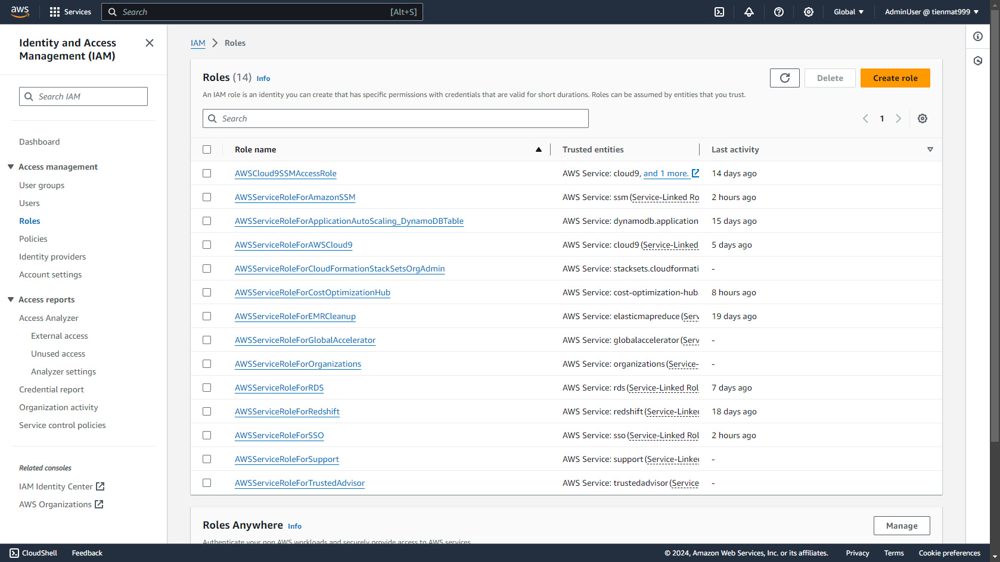 aws
Services
Search
[Alt+S]
Global
AdminUser @ tienmat999
Identity and Access
Management (IAM)
Search IAM
Dashboard
Access management
User groups
Users
Roles
Policies
Identity providers
Account settings
Access reports
Access Analyzer
External access
Unused access
Analyzer settings
Credential report
Organization activity
Service control policies
Related consoles
IAM Identity Center
AWS Organizations
IAM > Roles
Roles (14) Info
Delete
Create role
An IAM role is an identity you can create that has specific permissions with credentials that are valid for short durations. Roles can be assumed by entities that you trust.
Search
1
Role name Trusted entities Last activity
AWSCloud9SSMAccessRole AWS Service: cloud9, and 1 more. 14 days ago
AWSServiceRoleForAmazonSSM AWS Service: ssm (Service-Linked Ro 2 hours ago
AWSServiceRoleForApplicationAutoScaling_DynamoDBTable AWS Service: dynamodb.application 15 days ago
AWSServiceRoleForAWSCloud9 AWS Service: cloud9 (Service-Linked 5 days ago
AWSServiceRoleForCloudFormationStackSetsOrgAdmin AWS Service: stacksets.cloudformati -
AWSServiceRoleForCostOptimizationHub AWS Service: cost-optimization-hub. 8 hours ago
AWSServiceRoleForEMRCleanup AWS Service: elasticmapreduce (Serv 19 days ago
AWSServiceRoleForGlobalAccelerator AWS Service: globalaccelerator (Serv -
AWSServiceRoleForOrganizations AWS Service: organizations (Service- -
AWSServiceRoleForRDS AWS Service: rds (Service-Linked Rol 7 days ago
AWSServiceRoleForRedshift AWS Service: redshift (Service-Linked 18 days ago
AWSServiceRoleForSSO AWS Service: sso (Service-Linked Rol 2 hours ago
AWSServiceRoleForSupport AWS Service: support (Service-Linked -
AWSServiceRoleForTrustedAdvisor AWS Service: trustedadvisor (Service -
Roles Anywhere Info
Manage
Authenticate your non AWS workloads and securely provide access to AWS services.
CloudShell
Feedback
© 2024, Amazon Web Services, Inc. or its affiliates.
Privacy
Terms
Cookie preferences